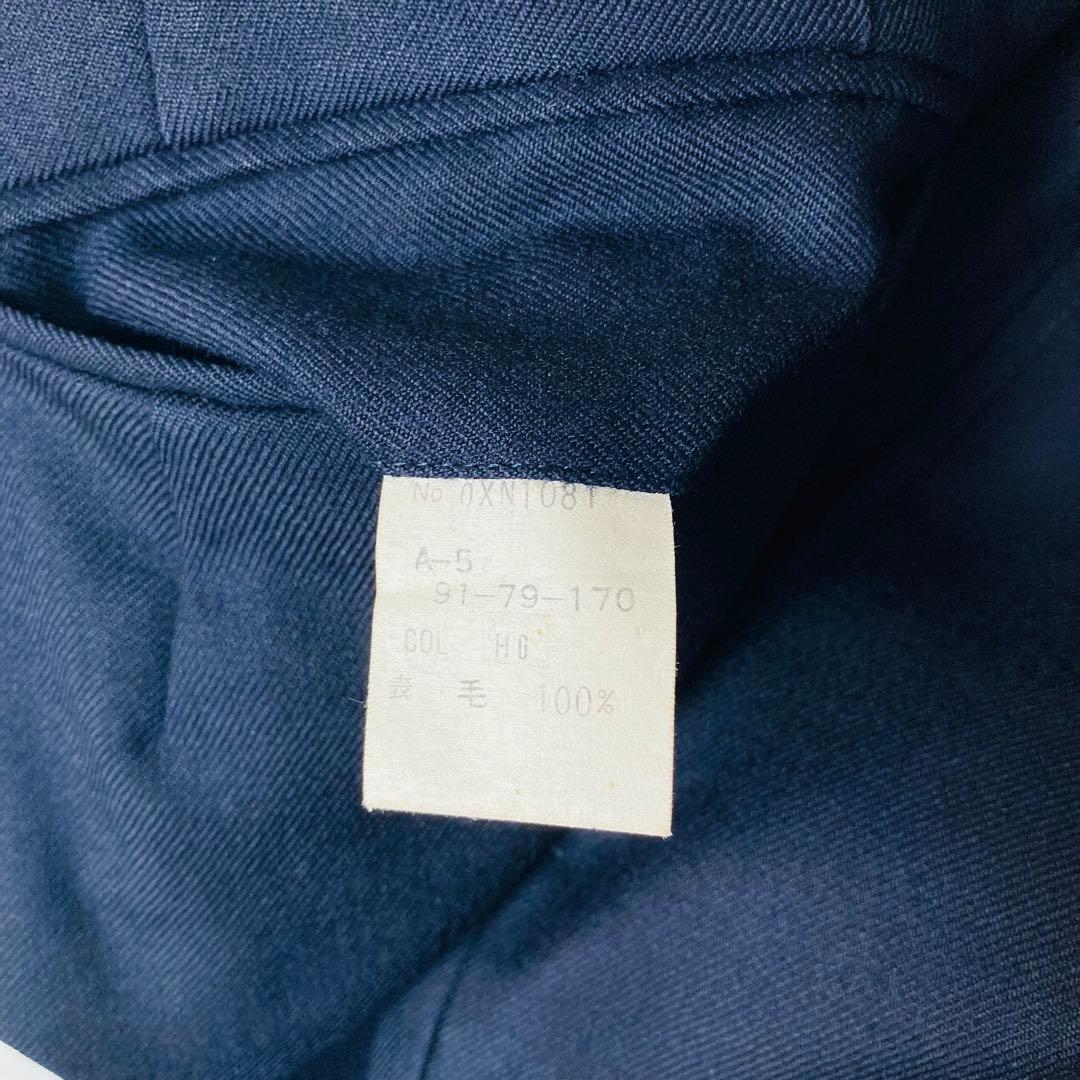 No 0XN1081
A-5
91-79-170
COL H0
表 毛 100%